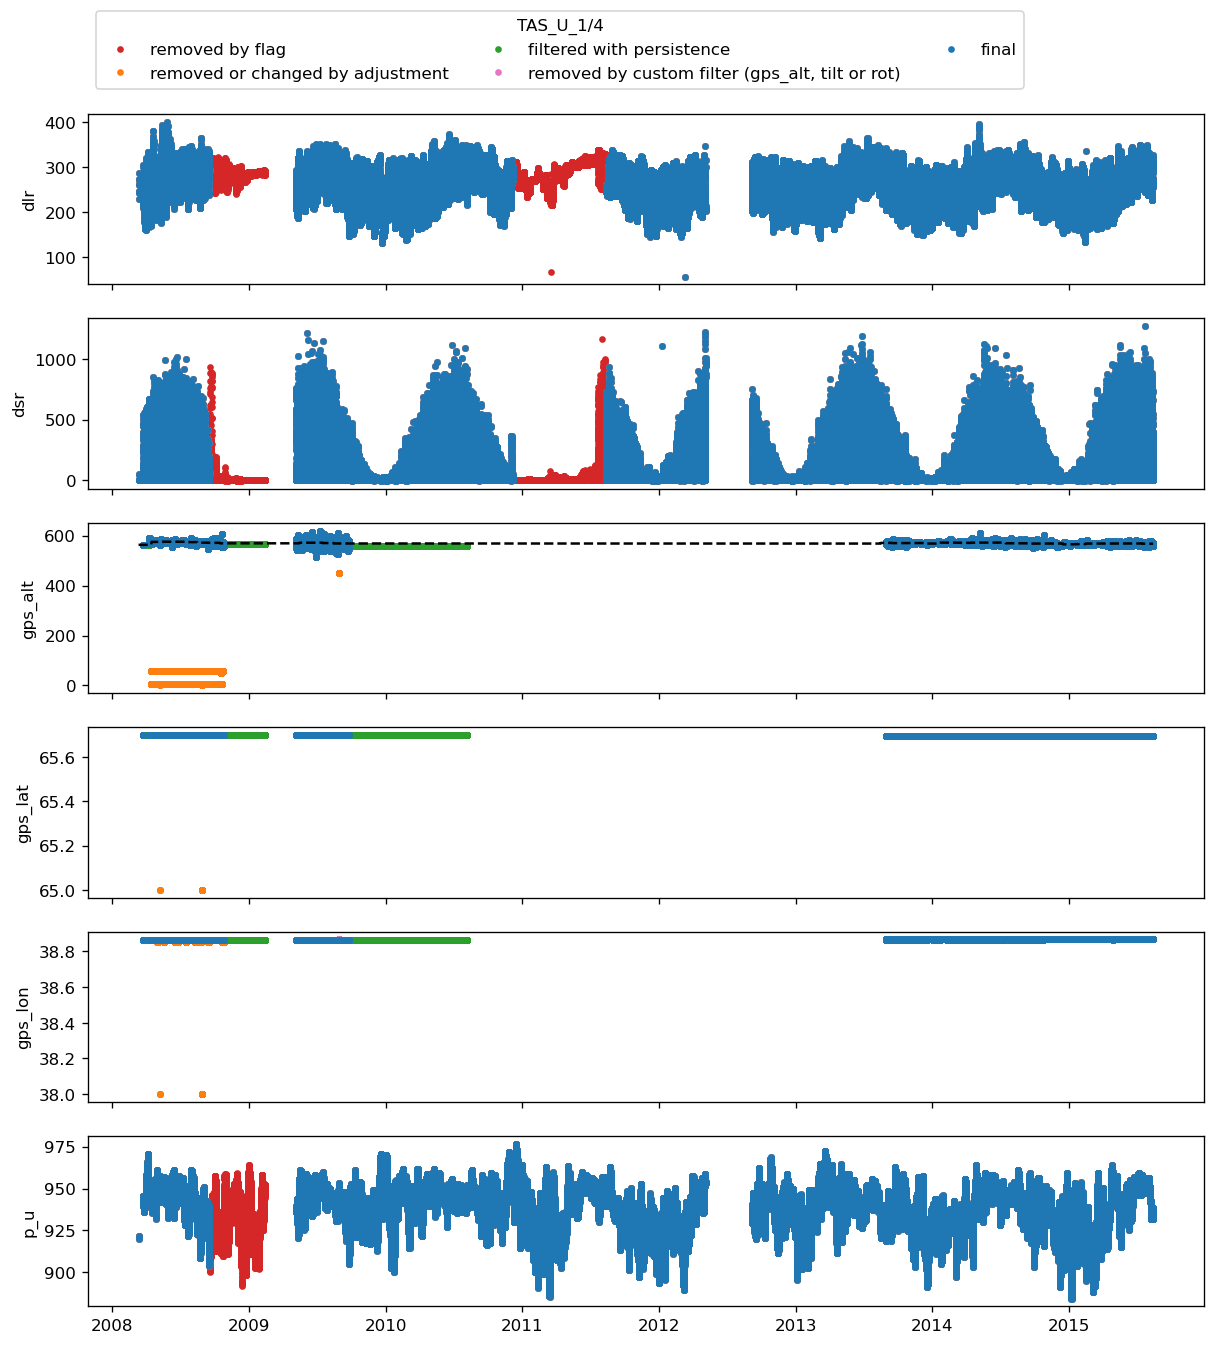 TAS_U_1/4
removed by flag
filtered with persistence
final
removed or changed by adjustment
removed by custom filter (gps_alt, tilt or rot)
400
300
200
100
dlr
1000
500
0
dsr
600
400
200
0
gps_alt
65.6
65.4
65.2
65.0
gps_lat
38.8
38.6
38.4
38.2
38.0
gps_lon
975
950
925
900
p_u
2008
2009
2010
2011
2012
2013
2014
2015